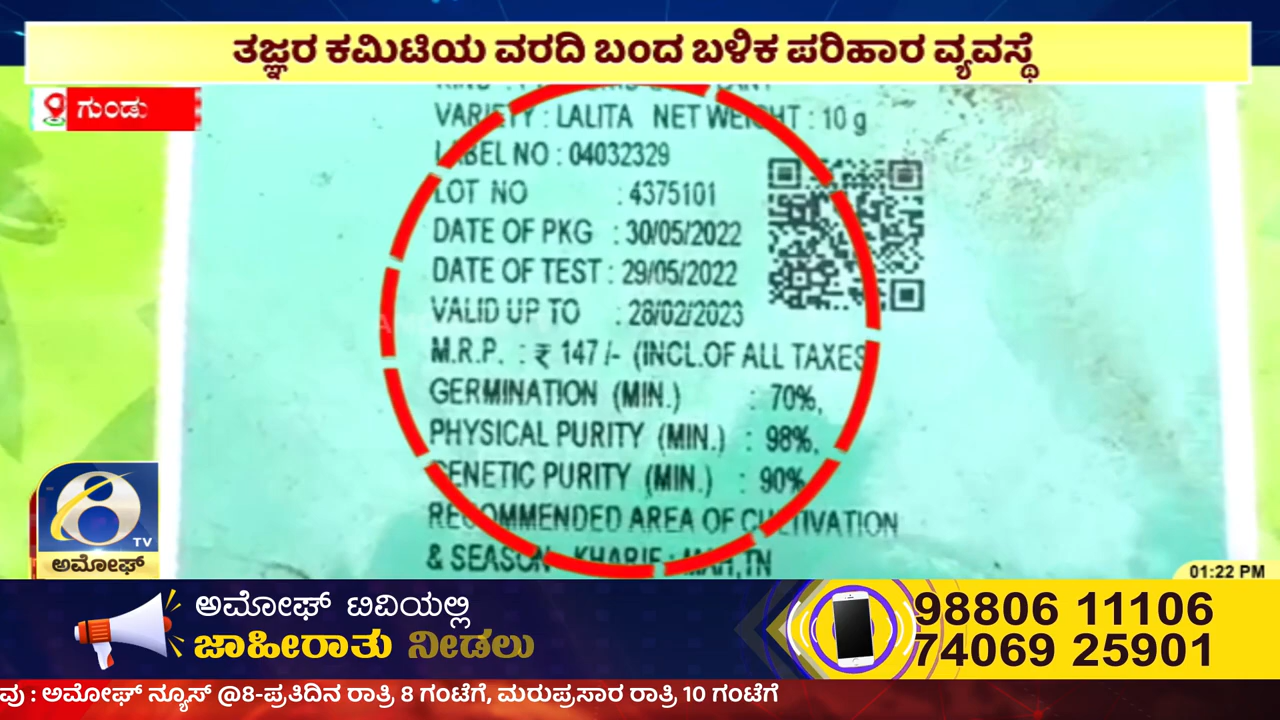 ತಜ್ಞರ ಕಮಿಟಿಯ ವರದಿ ಬಂದ ಬಳಿಕ ಪರಿಹಾರ ವ್ಯವಸ್ಥೆ
ಗುಂಡು
VARIETY : LALITA NET WEIGHT : 10 g
LABEL NO : 04032329
LOT NO : 4375101
DATE OF PKG : 30/05/2022
DATE OF TEST : 29/05/2022
VALID UP TO : 28/02/2023
M.R.P. : ₹ 147/- (INCL.OF ALL TAXES
GERMINATION (MIN.) : 70%,
PHYSICAL PURITY (MIN.) : 98%,
GENETIC PURITY (MIN.) : 90%
RECOMMENDED AREA OF CULTIVATION
& SEASON KHARIF : MAH,TN
8 TV
ಅಮೋಘ್
01:22 PM
ಅಮೋಘ್ ಟಿವಿಯಲ್ಲಿ
ಜಾಹೀರಾತು ನೀಡಲು
98806 11106
74069 25901
ವು : ಅಮೋಘ್ ನ್ಯೂಸ್ @8-ಪ್ರತಿದಿನ ರಾತ್ರಿ 8 ಗಂಟೆಗೆ, ಮರುಪ್ರಸಾರ ರಾತ್ರಿ 10 ಗಂಟೆಗೆ